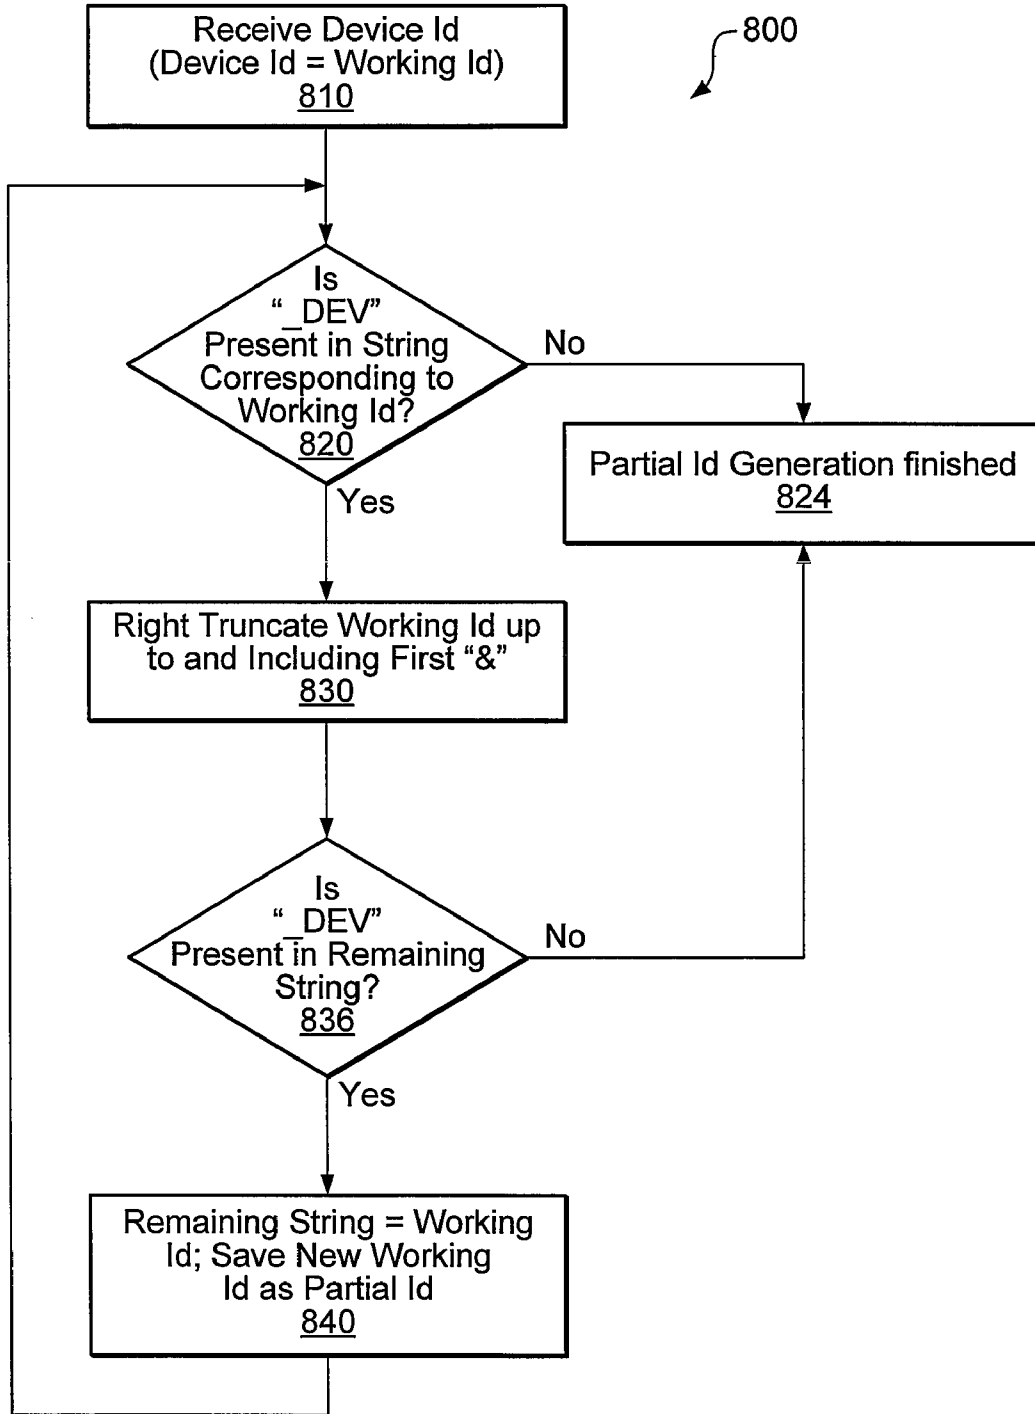 Receive Device Id
(Device Id = Working Id)
810
800
Is
“_DEV”
Present in String
Corresponding to
Working Id?
820
No
Yes
Partial Id Generation finished
824
Right Truncate Working Id up
to and Including First “&”
830
Is
“_DEV”
Present in Remaining
String?
836
No
Yes
Remaining String = Working
Id; Save New Working
Id as Partial Id
840